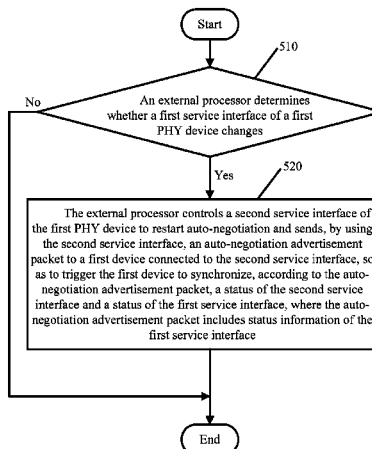 Start
510
An external processor determines
whether a first service interface of a first
PHY device changes
No
Yes
520
The external processor controls a second service interface of
the first PHY device to restart auto-negotiation and sends, by using
the second service interface, an auto-negotiation advertisement
packet to a first device connected to the second service interface, so
as to trigger the first device to synchronize, according to the auto-
negotiation advertisement packet, a status of the second service
interface and a status of the first service interface, where the auto-
negotiation advertisement packet includes status information of the
first service interface
End